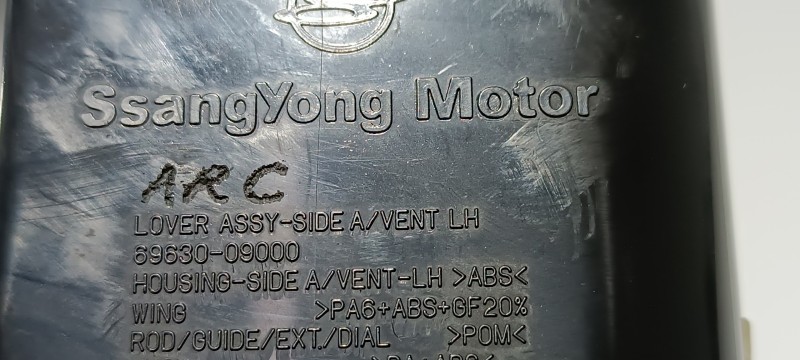 SsangYong Motor
ARC
LOVER ASSY-SIDE A/VENT LH
69630-09000
HOUSING-SIDE A/VENT-LH >ABS<
WING >PA6+ABS+GF20%
ROD/GUIDE/EXT./DIAL >POM<